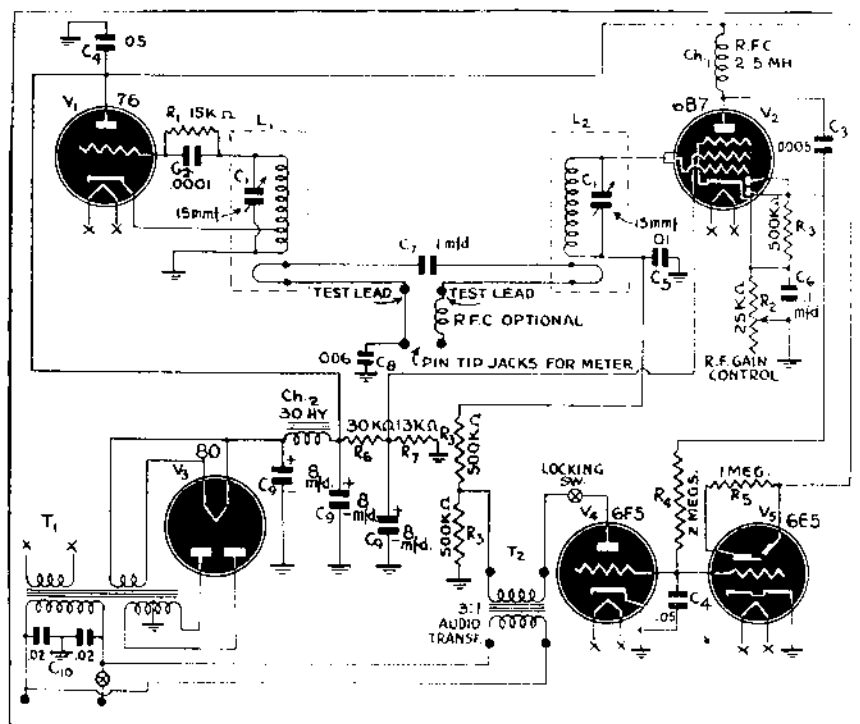 .05
C4
V1
76
R1 15K Ω
C2
.0001
L1
C1
15mmf
L2
C1
15mmf
Ch.1
R.F.C
2.5 MH
6B7
V2
C3
.0005
500KΩ
R3
C6
1 mfd
25KΩ
R2
R.F. GAIN
CONTROL
C7
.1 mfd
.01
C5
TEST LEAD
TEST LEAD
R.F.C OPTIONAL
.006
C8
PIN TIP JACKS FOR METER
Ch.2
30 HY
30KΩ
13KΩ
R6
R7
R3
500KΩ
500KΩ
R3
80
V3
+
C9
8
mfd.
-
+
C9
8
- mfd
+
C9
8
- mfd.
T1
X
X
.02
.02
C10
T2
3:1
AUDIO
TRANSF.
LOCKING
SW.
V4
6F5
R4
2 MEGS.
1MEG.
R5
V5
6E5
C4
.05
X
X
X
X
X
X